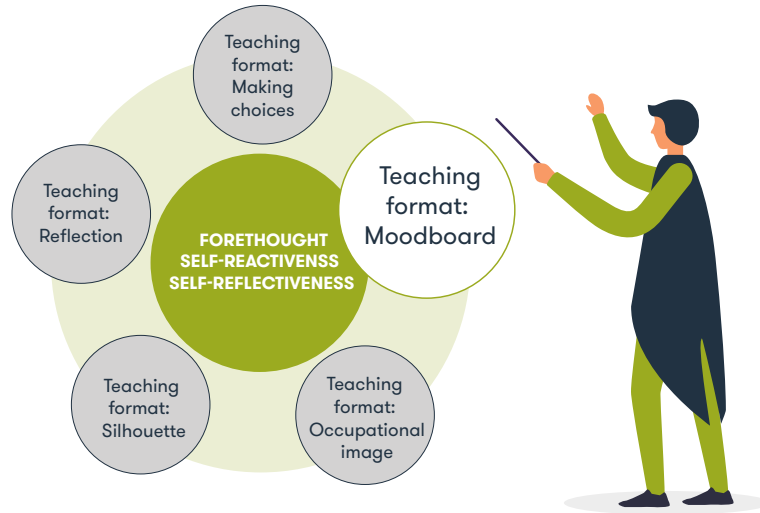 Teaching
format:
Making
choices
Teaching
format:
Moodboard
Teaching
format:
Reflection
FORETHOUGHT
SELF-REACTIVENSS
SELF-REFLECTIVENESS
Teaching
format:
Silhouette
Teaching
format:
Occupational
image